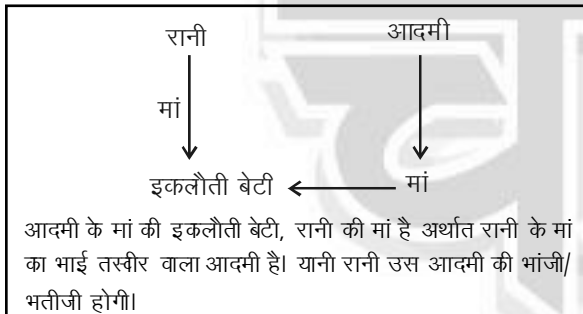 रानी आदमी
मां
इकलौती बेटी मां
आदमी के मां की इकलौती बेटी, रानी की मां है अर्थात रानी के मां
का भाई तस्वीर वाला आदमी है। यानी रानी उस आदमी की भांजी/
भतीजी होगी।